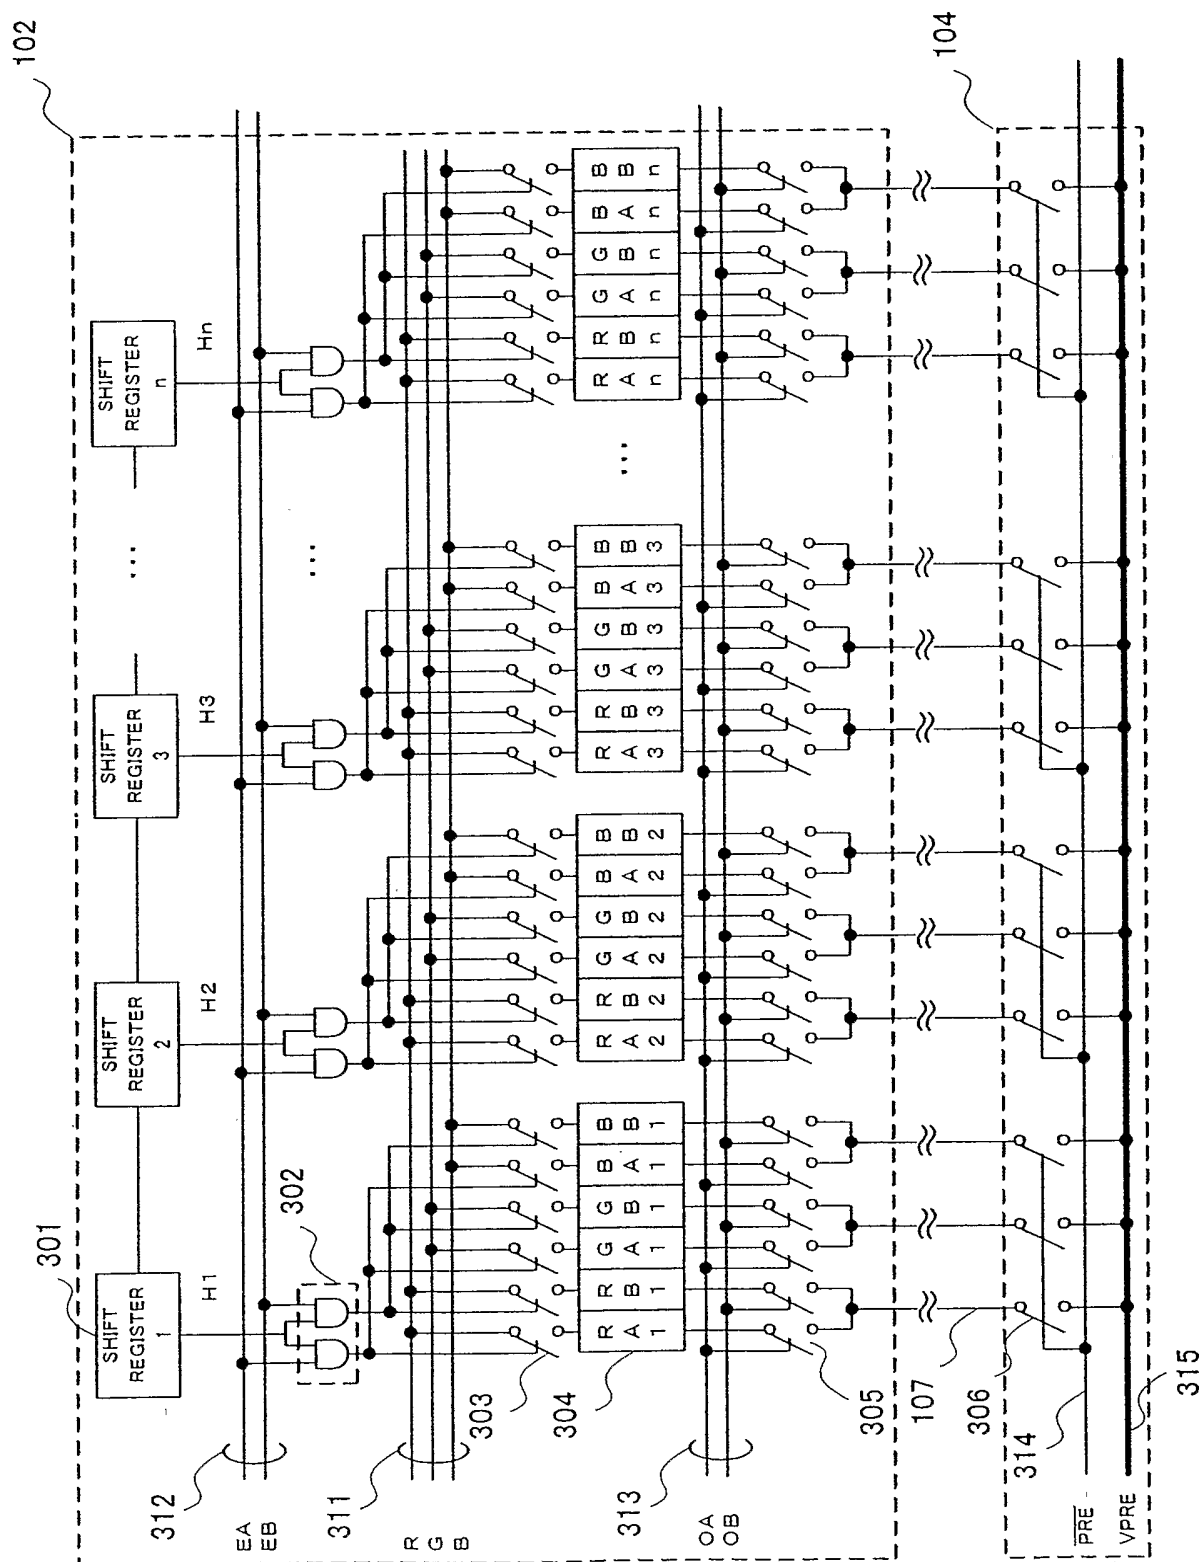 102
104
301
SHIFT
REGISTER
1
SHIFT
REGISTER
2
SHIFT
REGISTER
3
...
SHIFT
REGISTER
n
H1
H2
H3
Hn
312
EA
EB
302
...
311
R
G
B
303
304
R A 1
R B 1
G A 1
G B 1
B A 1
B B 1
R A 2
R B 2
G A 2
G B 2
B A 2
B B 2
R A 3
R B 3
G A 3
G B 3
B A 3
B B 3
...
R A n
R B n
G A n
G B n
B A n
B B n
313
OA
OB
305
107
306
314
PRE
VPRE
315